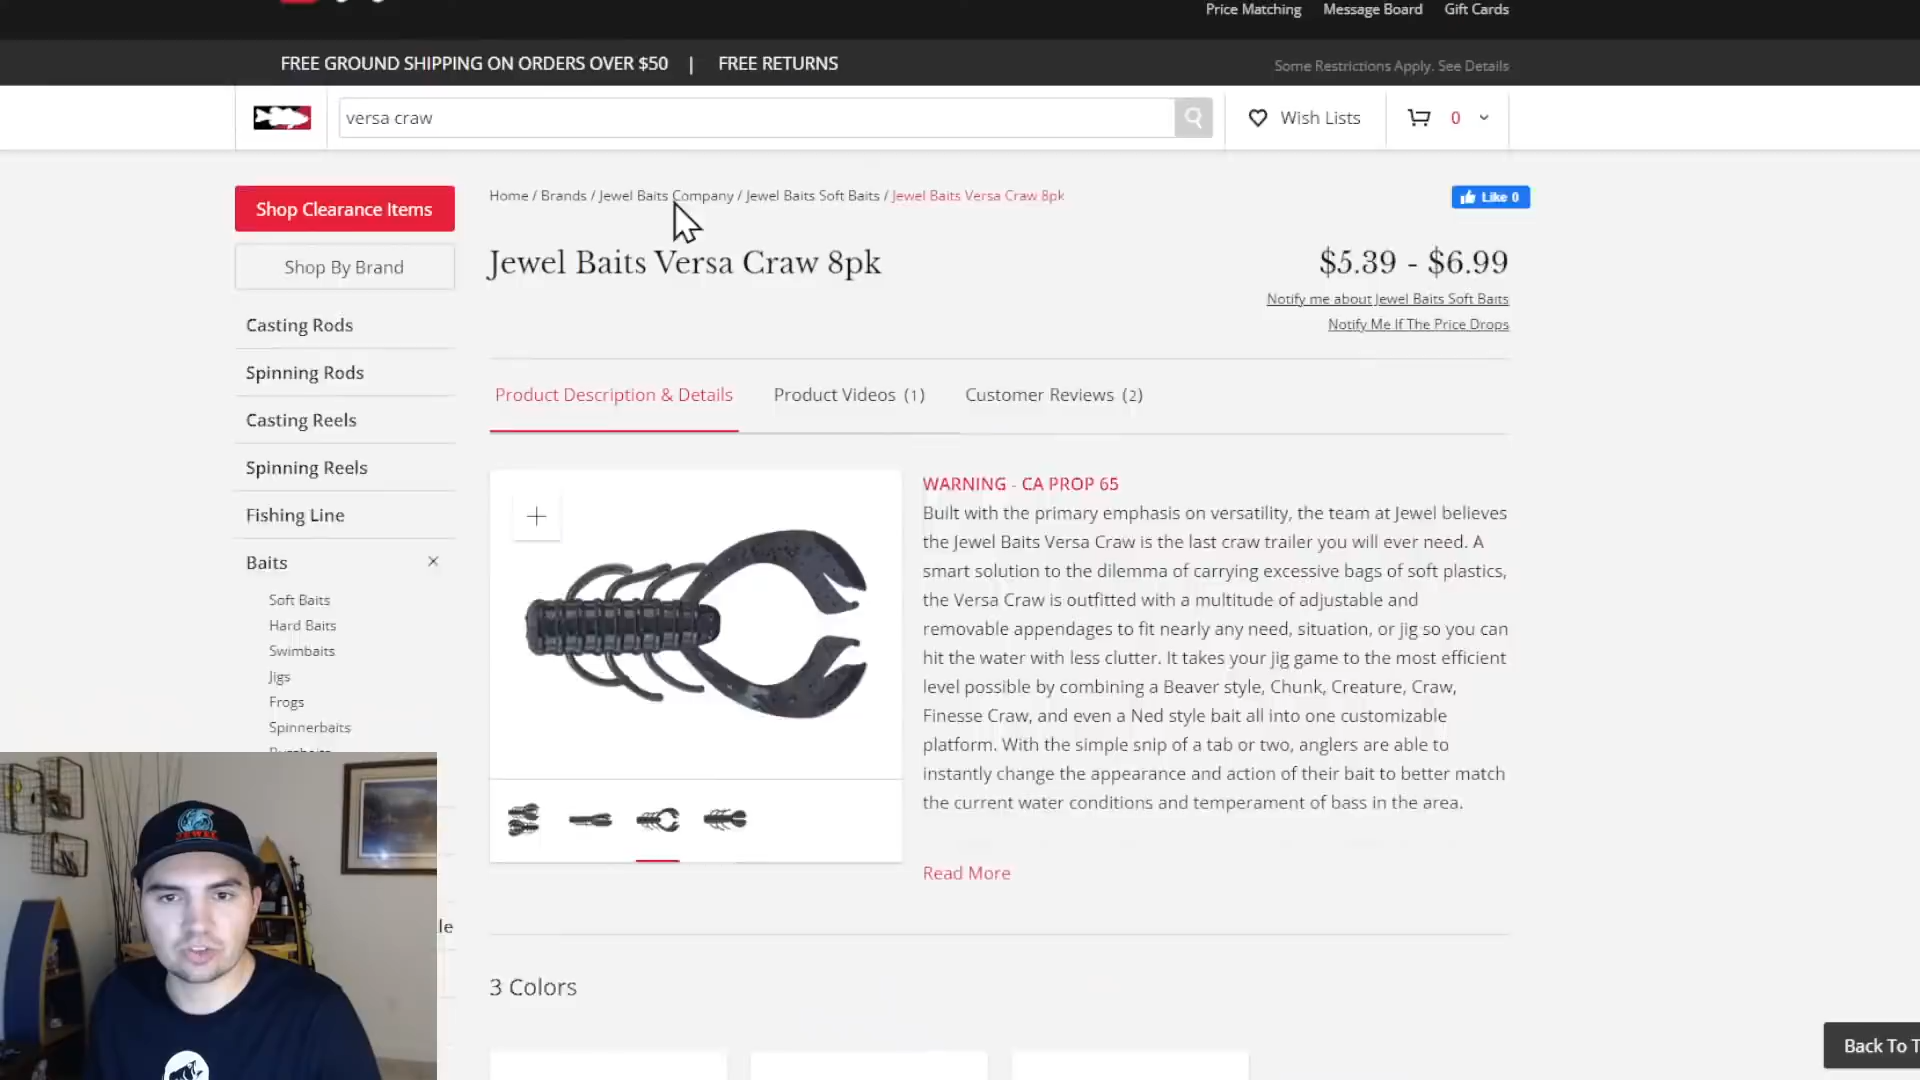 Price Matching Message Board Gift Cards
FREE GROUND SHIPPING ON ORDERS OVER $50 | FREE RETURNS
Some Restrictions Apply. See Details
versa craw
Wish Lists
0
Shop Clearance Items
Shop By Brand
Casting Rods
Spinning Rods
Casting Reels
Spinning Reels
Fishing Line
Baits
Soft Baits
Hard Baits
Swimbaits
Jigs
Frogs
Spinnerbaits
le
Home / Brands / Jewel Baits Company / Jewel Baits Soft Baits / Jewel Baits Versa Craw 8pk
Like 0
Jewel Baits Versa Craw 8pk
$5.39 - $6.99
Notify me about Jewel Baits Soft Baits
Notify Me If The Price Drops
Product Description & Details Product Videos (1) Customer Reviews (2)
WARNING - CA PROP 65
Built with the primary emphasis on versatility, the team at Jewel believes
the Jewel Baits Versa Craw is the last craw trailer you will ever need. A
smart solution to the dilemma of carrying excessive bags of soft plastics,
the Versa Craw is outfitted with a multitude of adjustable and
removable appendages to fit nearly any need, situation, or jig so you can
hit the water with less clutter. It takes your jig game to the most efficient
level possible by combining a Beaver style, Chunk, Creature, Craw,
Finesse Craw, and even a Ned style bait all into one customizable
platform. With the simple snip of a tab or two, anglers are able to
instantly change the appearance and action of their bait to better match
the current water conditions and temperament of bass in the area.
Read More
3 Colors
JEWEL
Back To T